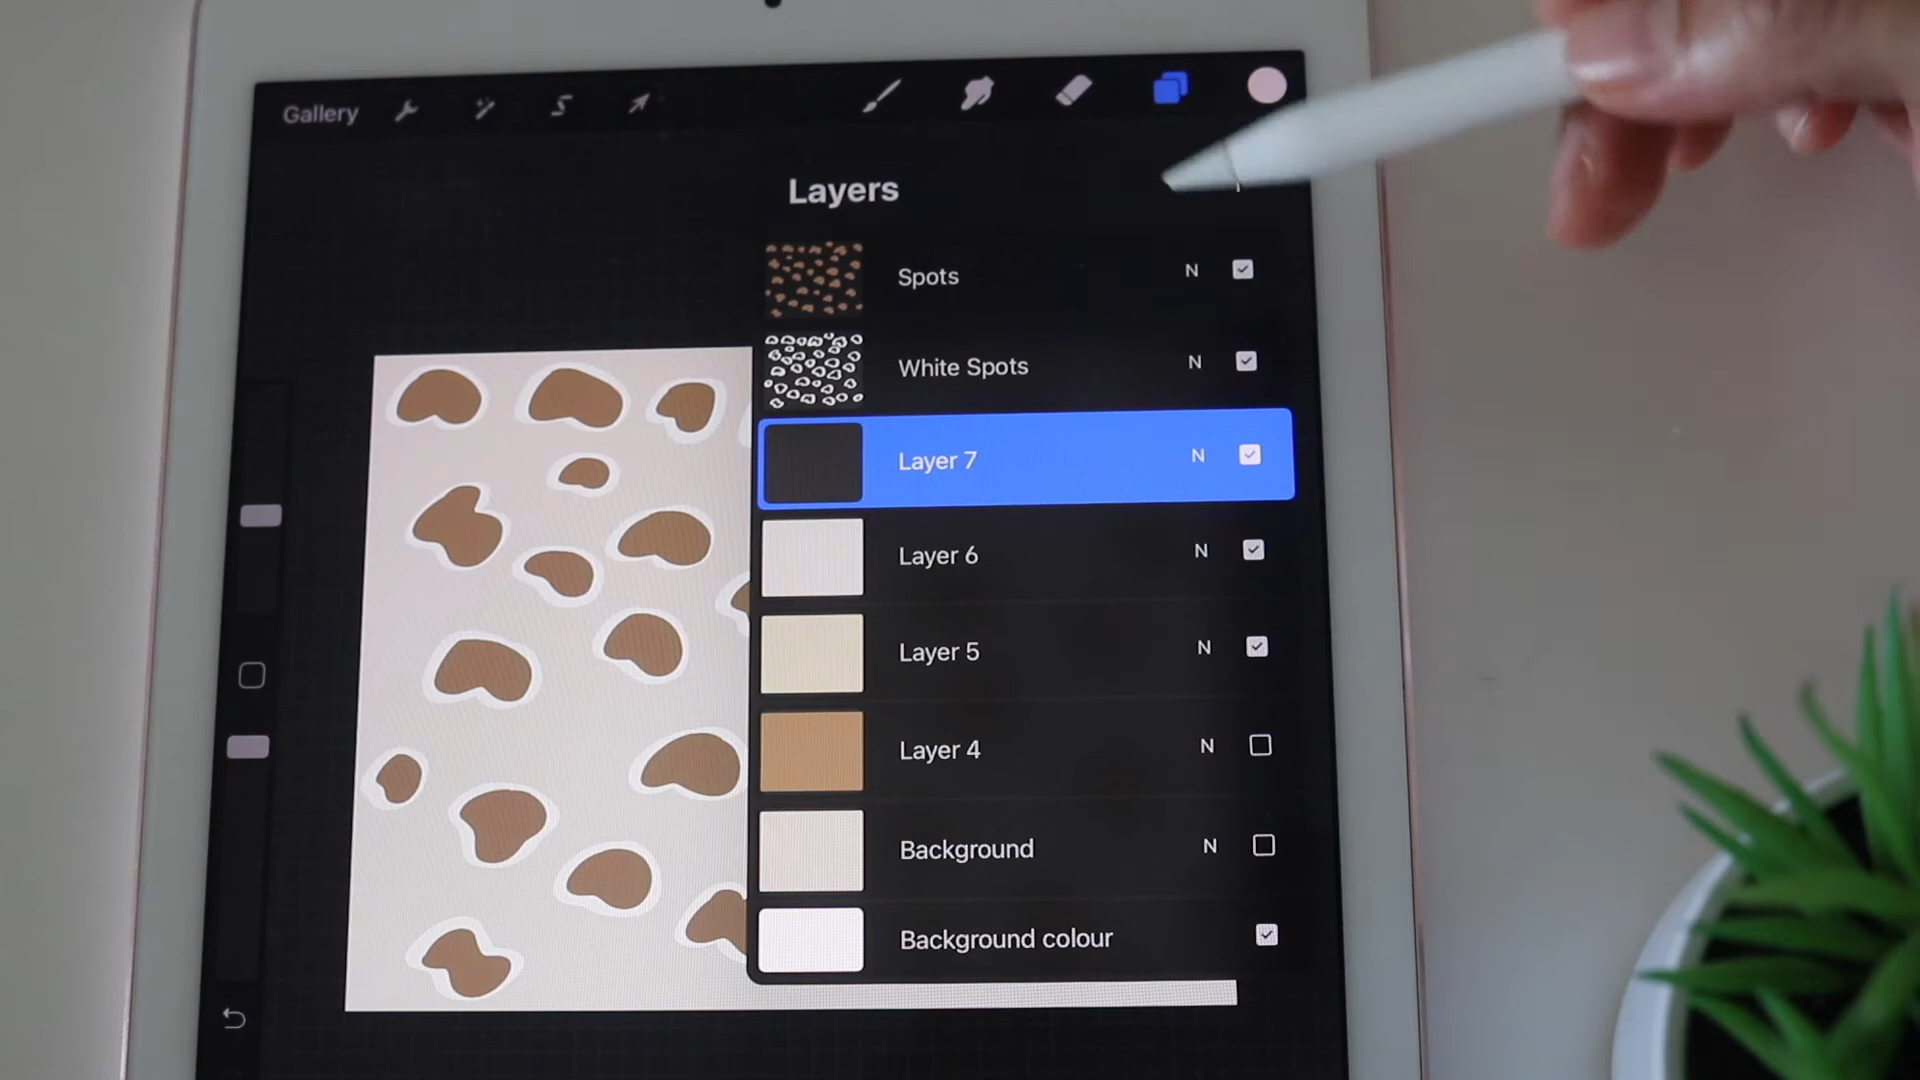 Gallery
Layers
Spots N
White Spots N
Layer 7 N
Layer 6 N
Layer 5 N
Layer 4 N
Background N
Background colour